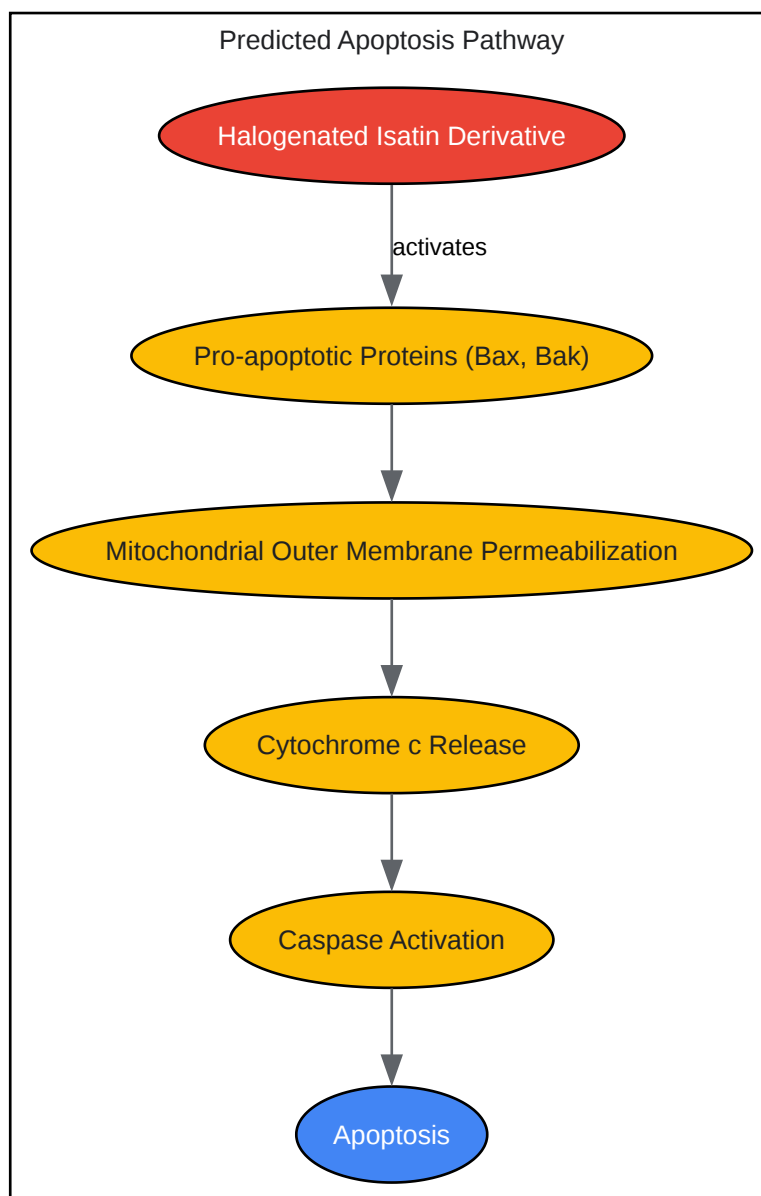 Predicted Apoptosis Pathway
Halogenated Isatin Derivative
activates
Pro-apoptotic Proteins (Bax, Bak)
Mitochondrial Outer Membrane Permeabilization
Cytochrome c Release
Caspase Activation
Apoptosis